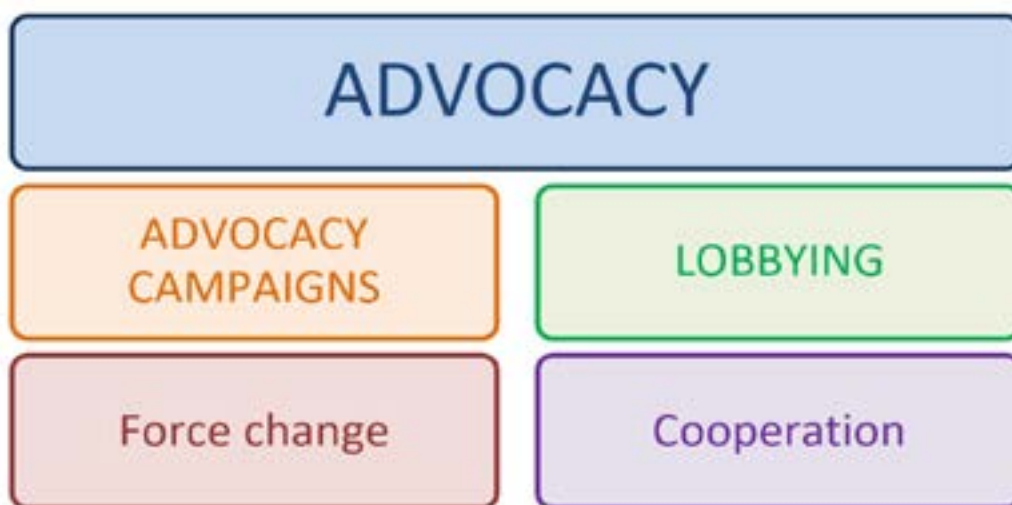 ADVOCACY
ADVOCACY
CAMPAIGNS
LOBBYING
Force change
Cooperation